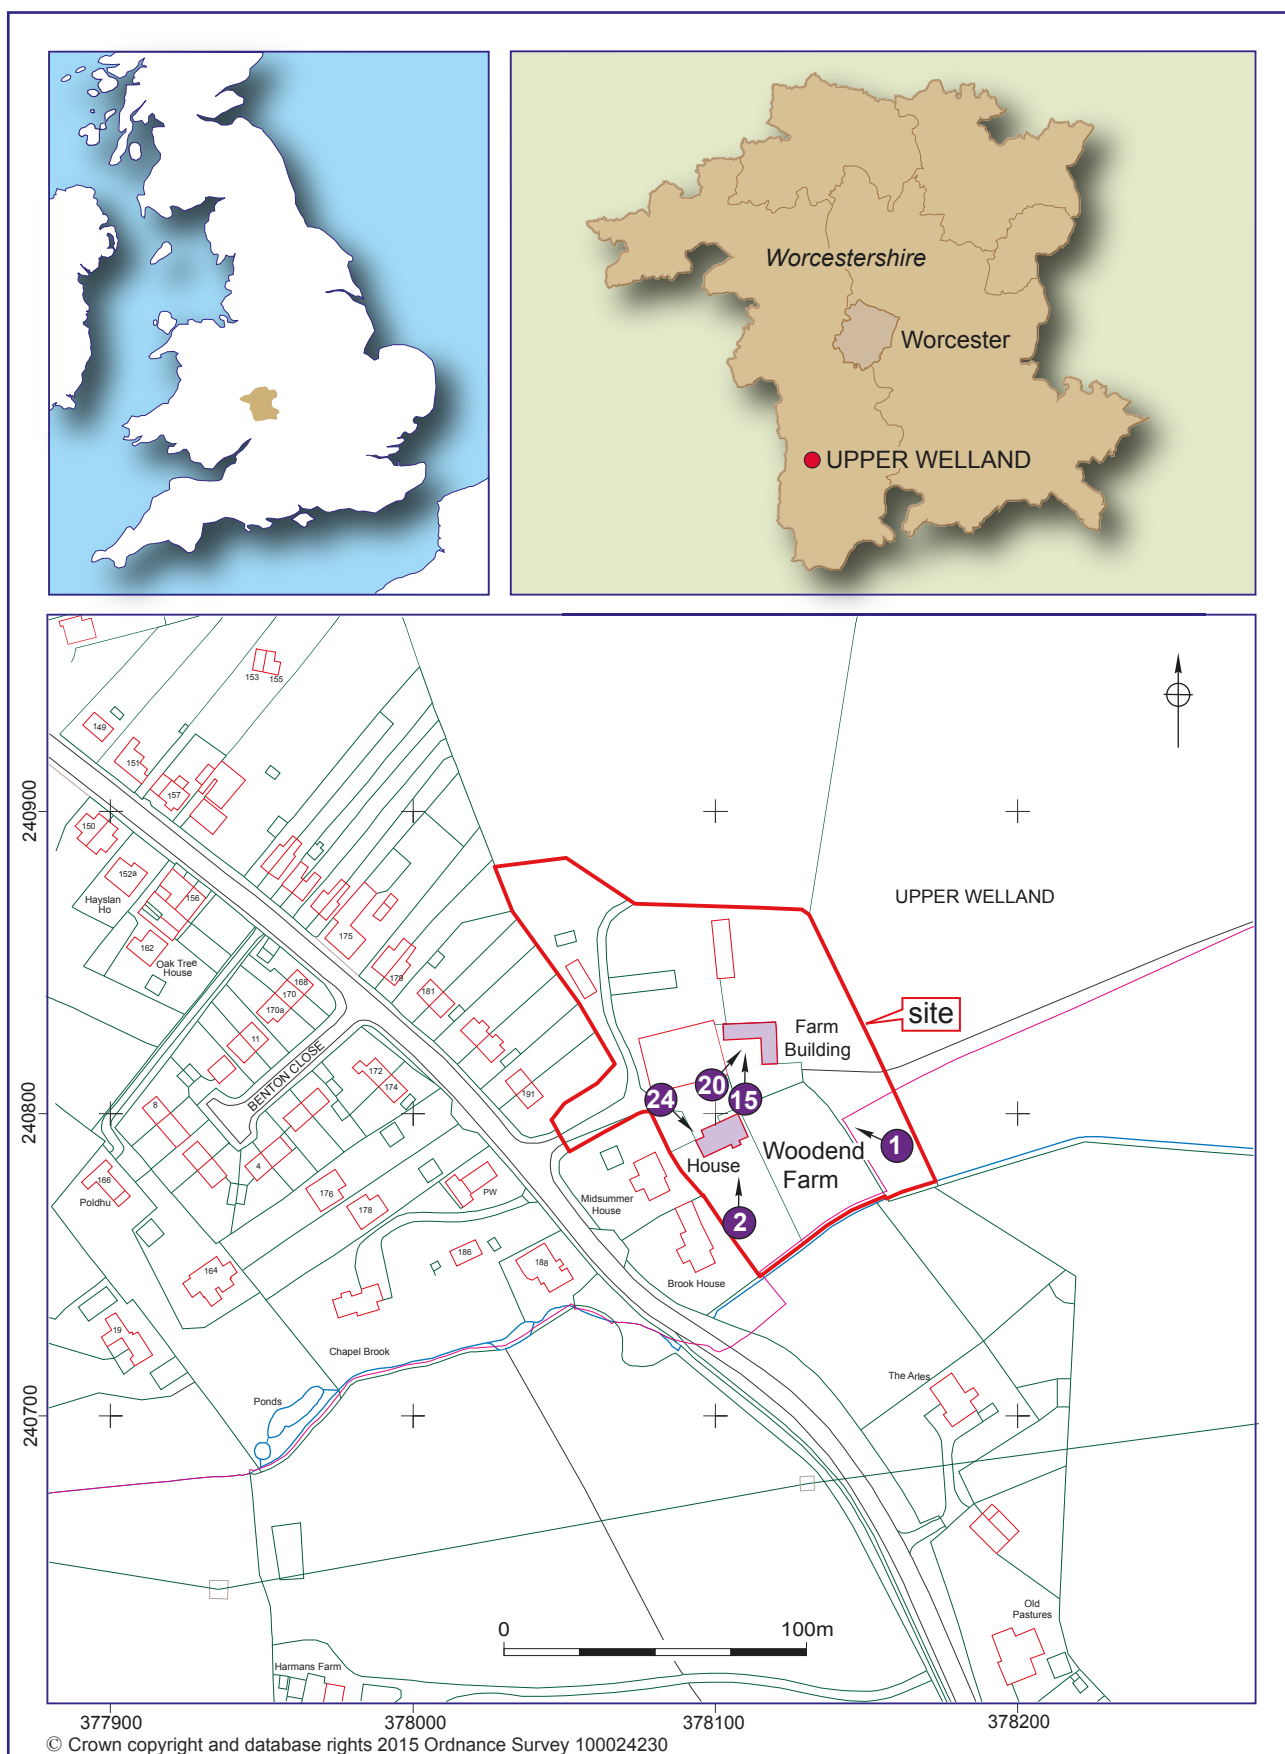 Worcestershire
Worcester
UPPER WELLAND
153
155
149
151
157
150
152a
Hayslan
Ho
156
162
Oak Tree
House
175
179
181
168
170
170a
11
BENTON CLOSE
172
174
191
8
4
166
Poldhu
176
178
PW
164
186
188
19
Chapel Brook
Ponds
Harmans Farm
UPPER WELLAND
site
Farm
Building
20
15
24
1
House
Woodend
Farm
2
Midsummer
House
Brook House
The Arles
Old
Pastures
0
100m
240900
240800
240700
377900
378000
378100
378200
© Crown copyright and database rights 2015 Ordnance Survey 100024230